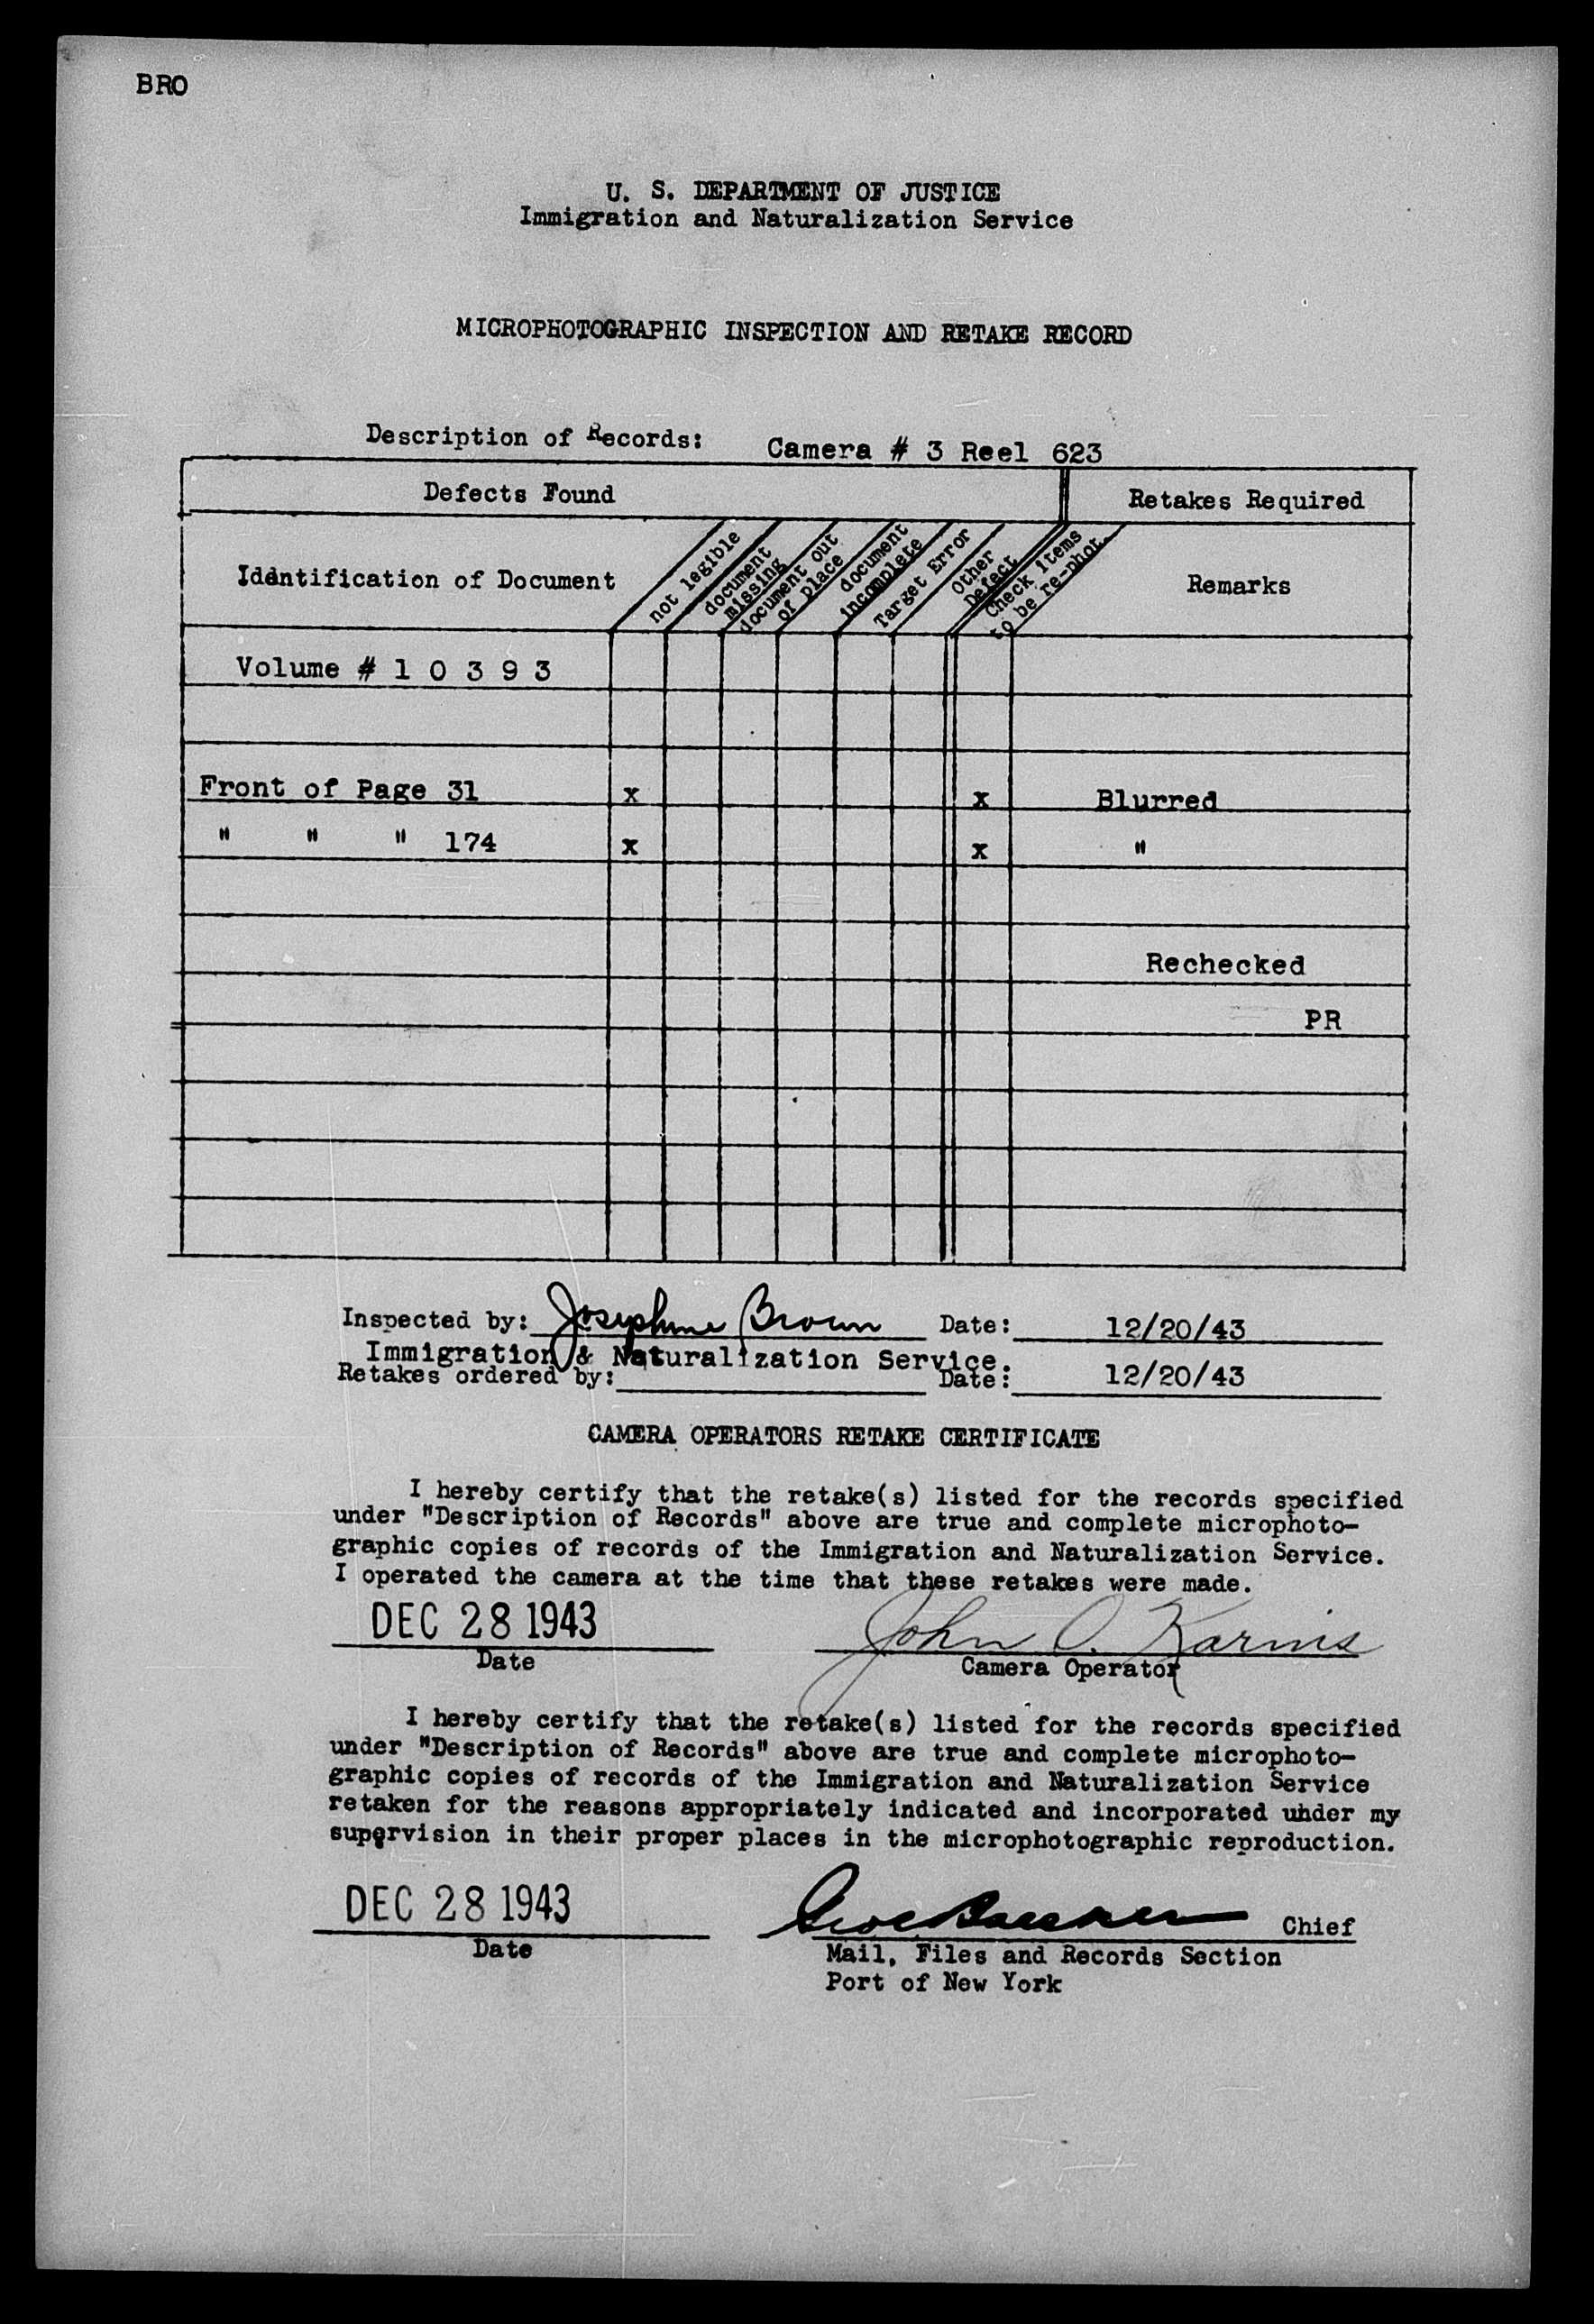 BRO
U. S. DEPARTMENT OF JUSTICE
Immigration and Naturalization Service
MICROPHOTOGRAPHIC INSPECTION AND RETAKE RECORD
Description of Records: Camera # 3 Reel 623
Defects Found Retakes Required
Identification of Document
not legible
document
missing
document out
of place
document
incomplete
Target Error
Other
Defect
Check items
to be re-phot.
Remarks
Volume # 1 0 3 9 3
Front of Page 31 x x Blurred
" " " 174 x x "
Rechecked
PR
Inspected by: Josephine Brown Date: 12/20/43
Immigration & Naturalization Service.
Retakes ordered by: Date: 12/20/43
CAMERA OPERATORS RETAKE CERTIFICATE
I hereby certify that the retake(s) listed for the records specified
under "Description of Records" above are true and complete microphoto-
graphic copies of records of the Immigration and Naturalization Service.
I operated the camera at the time that these retakes were made.
DEC 28 1943 John O. Karins
Date Camera Operator
I hereby certify that the retake(s) listed for the records specified
under "Description of Records" above are true and complete microphoto-
graphic copies of records of the Immigration and Naturalization Service
retaken for the reasons appropriately indicated and incorporated under my
supervision in their proper places in the microphotographic reproduction.
DEC 28 1943 Chief
Date Mail, Files and Records Section
Port of New York